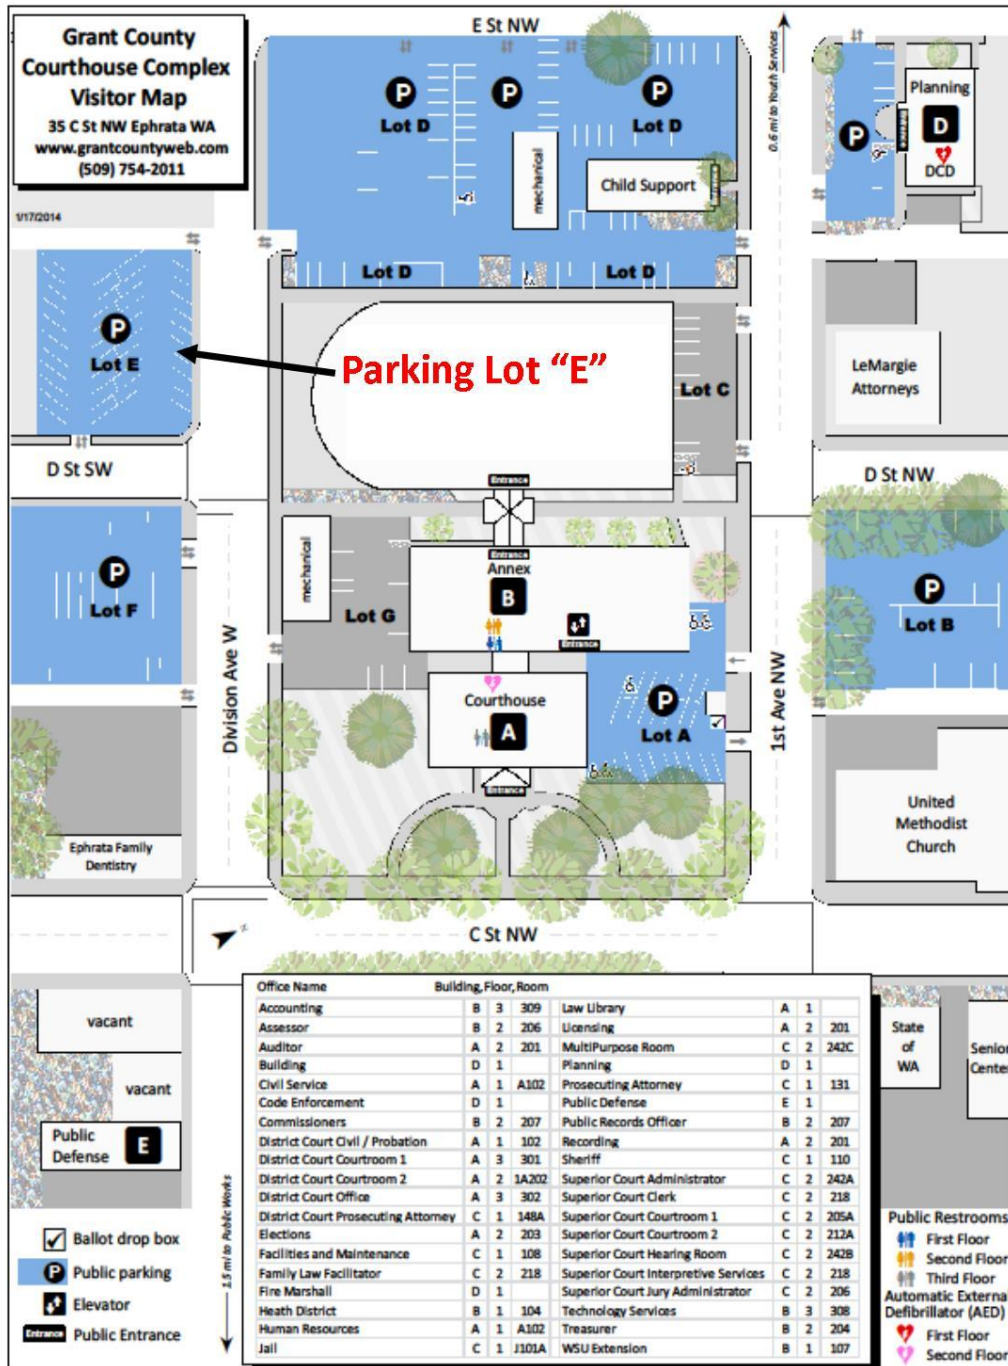 Grant County
Courthouse Complex
Visitor Map
35 C St NW Ephrata WA
www.grantcountyweb.com
(509) 754-2011
1/17/2014
E St NW
0.6 mi to Youth Services
P
Lot D
P
P
Lot D
mechanical
Child Support
Lot D
Lot D
P
Entrance
Planning
D
DCD
P
Lot E
Parking Lot “E”
Lot C
LeMargie
Attorneys
D St SW
D St NW
Entrance
P
Lot F
mechanical
Lot G
Entrance
Annex
B
Entrance
P
Lot B
Division Ave W
1st Ave NW
Courthouse
A
Entrance
P
Lot A
Ephrata Family
Dentistry
United
Methodist
Church
z
C St NW
vacant
vacant
Public
Defense
E
State
of
WA
Senior
Center
1.5 mi to Public Works
Office Name Building, Floor, Room
Accounting B 3 309 Law Library A 1
Assessor B 2 206 Licensing A 2 201
Auditor A 2 201 MultiPurpose Room C 2 242C
Building D 1 Planning D 1
Civil Service A 1 A102 Prosecuting Attorney C 1 131
Code Enforcement D 1 Public Defense E 1
Commissioners B 2 207 Public Records Officer B 2 207
District Court Civil / Probation A 1 102 Recording A 2 201
District Court Courtroom 1 A 3 301 Sheriff C 1 110
District Court Courtroom 2 A 2 1A202 Superior Court Administrator C 2 242A
District Court Office A 3 302 Superior Court Clerk C 2 218
District Court Prosecuting Attorney C 1 148A Superior Court Courtroom 1 C 2 205A
Elections A 2 203 Superior Court Courtroom 2 C 2 212A
Facilities and Maintenance C 1 108 Superior Court Hearing Room C 2 242B
Family Law Facilitator C 2 218 Superior Court Interpretive Services C 2 218
Fire Marshall D 1 Superior Court Jury Administrator C 2 206
Heath District B 1 104 Technology Services B 3 308
Human Resources A 1 A102 Treasurer B 2 204
Jail C 1 J101A WSU Extension B 1 107
Ballot drop box
P Public parking
Elevator
Entrance Public Entrance
Public Restrooms
First Floor
Second Floor
Third Floor
Automatic External
Defibrillator (AED)
First Floor
Second Floor